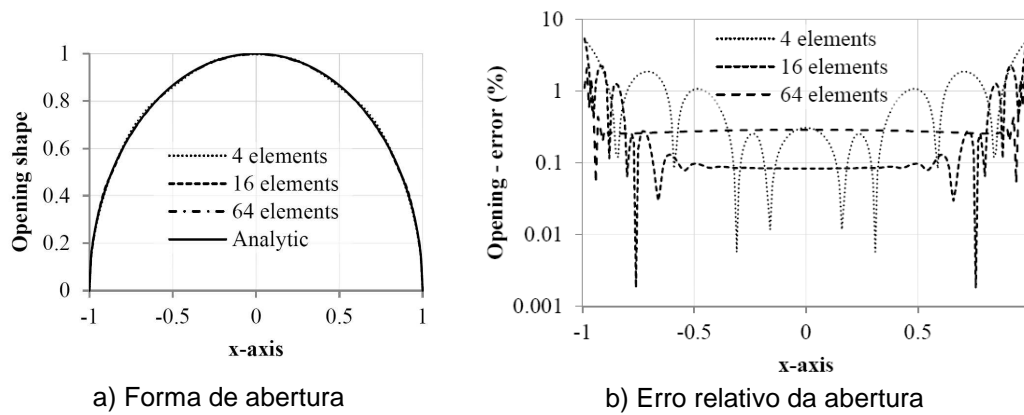 Opening shape
1
0.8
0.6
0.4
0.2
0
4 elements
16 elements
64 elements
Analytic
-1
-0.5
0
0.5
1
x-axis
a) Forma de abertura
Opening - error (%)
10
1
0.1
0.01
0.001
4 elements
16 elements
64 elements
-1
-0.5
0
0.5
x-axis
b) Erro relativo da abertura